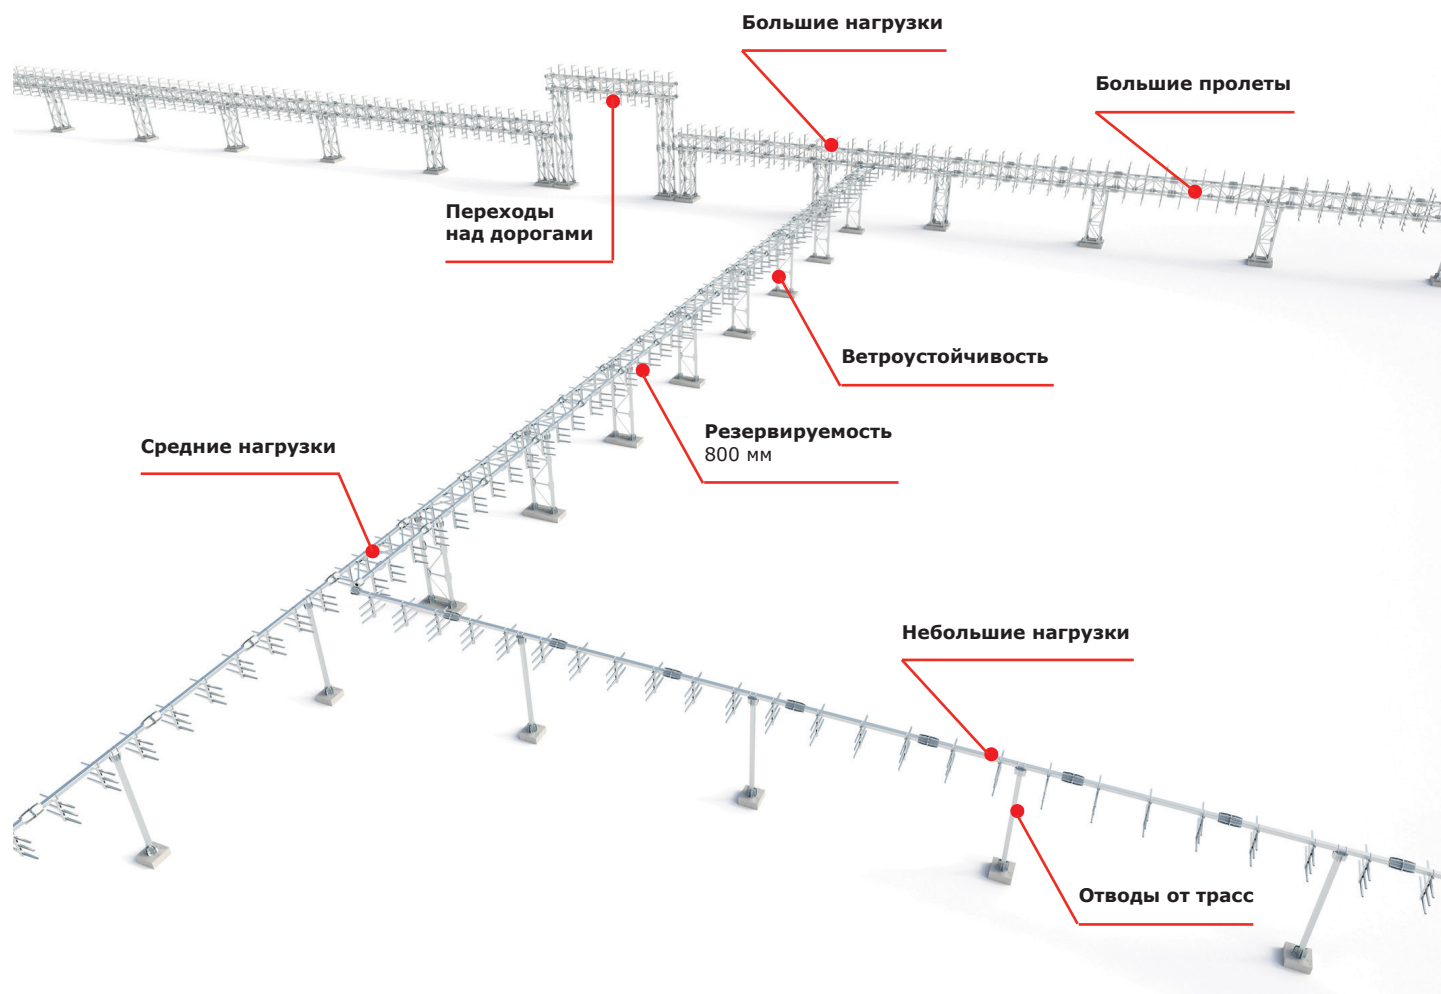 Большие нагрузки
Большие пролеты
Переходы
над дорогами
Ветроустойчивость
Резервируемость
800 мм
Средние нагрузки
Небольшие нагрузки
Отводы от трасс